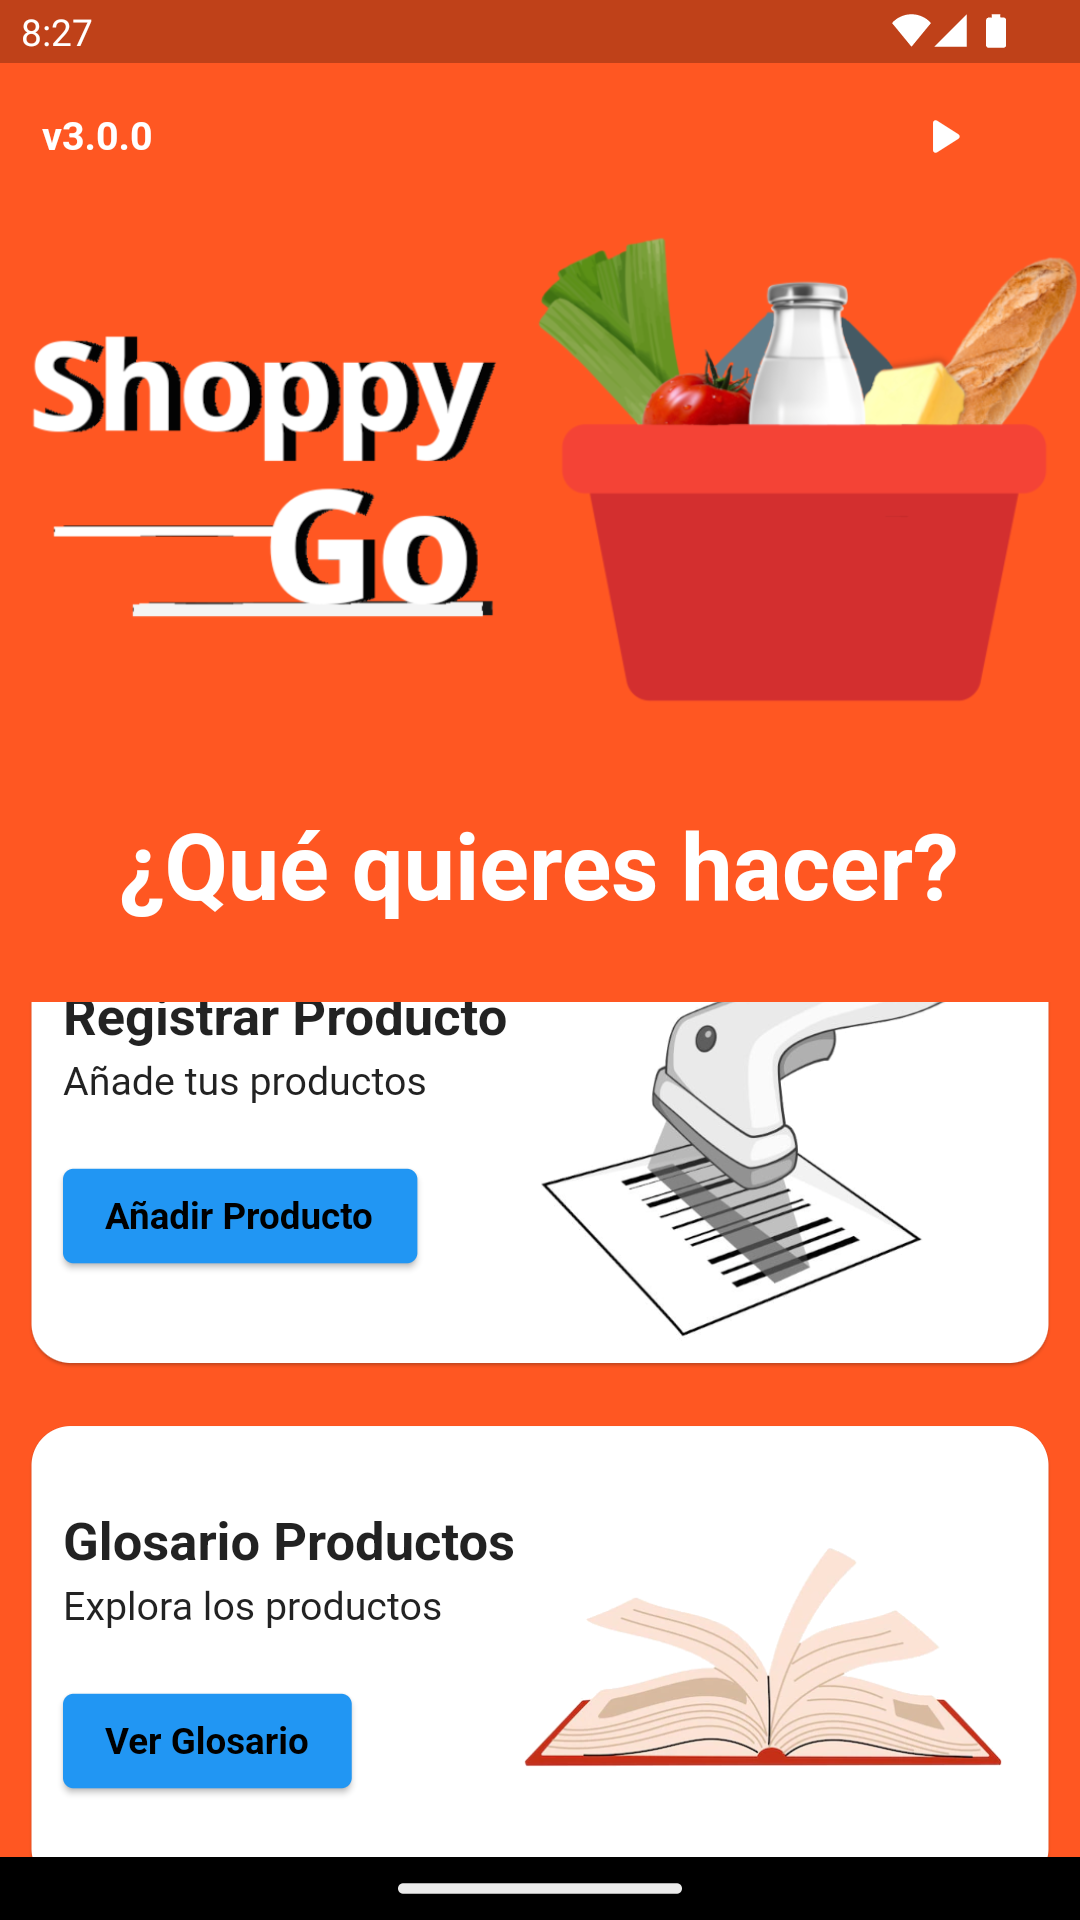 8:27
v3.0.0
Shoppy
Go
¿Qué quieres hacer?
Registrar Producto
Añade tus productos
Añadir Producto
Glosario Productos
Explora los productos
Ver Glosario